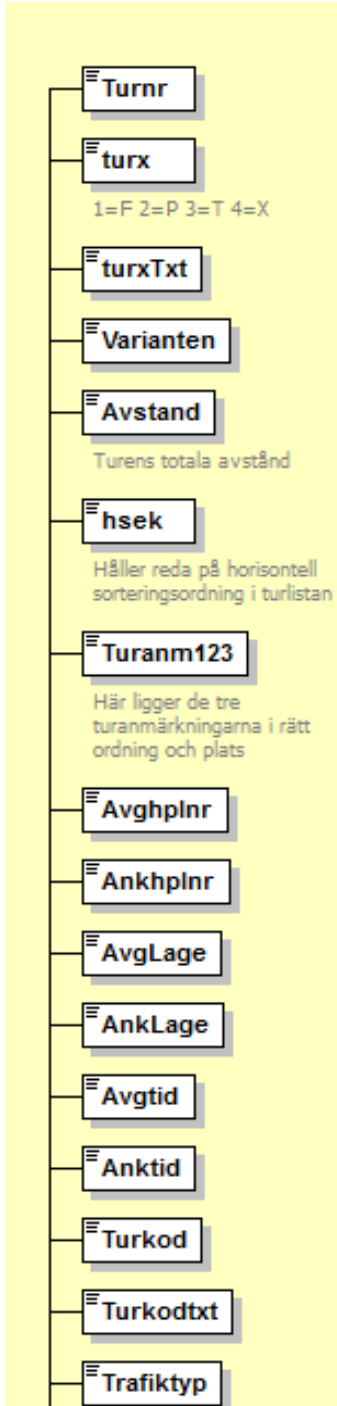 Turnr
turx
1=F 2=P 3=T 4=X
turxTxt
Varianten
Avstand
Turens totala avstånd
hsek
Håller reda på horisontell
sorteringsordning i turlistan
Turanm123
Här ligger de tre
turanmärkningarna i rätt
ordning och plats
Avghplnr
Ankhplnr
AvgLage
AnkLage
Avgtid
Anktid
Turkod
Turkodtxt
Trafiktyp